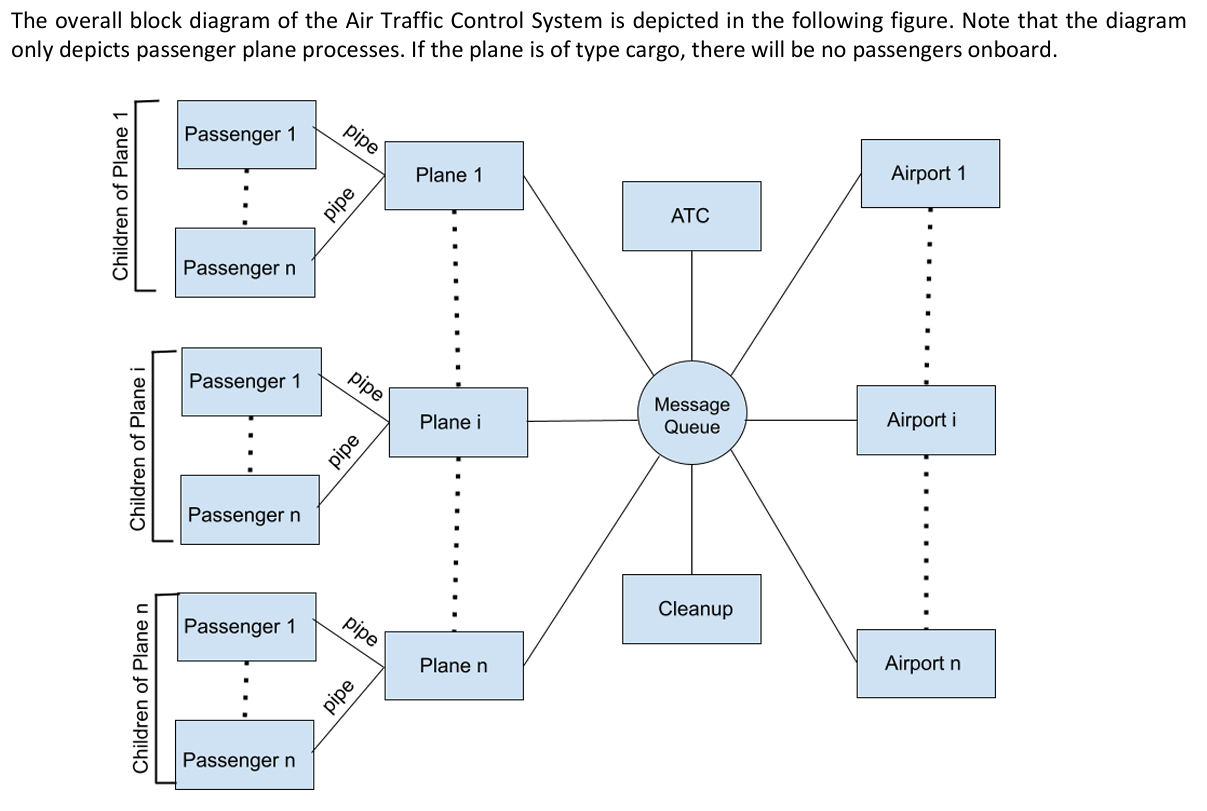 The overall block diagram of the Air Traffic Control System is depicted in the following figure. Note that the diagram
only depicts passenger plane processes. If the plane is of type cargo, there will be no passengers onboard.
Children of Plane 1
Passenger 1
pipe
Plane 1
pipe
Passenger n
ATC
Airport 1
Children of Plane i
Passenger 1
pipe
Plane i
pipe
Passenger n
Message
Queue
Airport i
Children of Plane n
Passenger 1
pipe
Plane n
pipe
Passenger n
Cleanup
Airport n